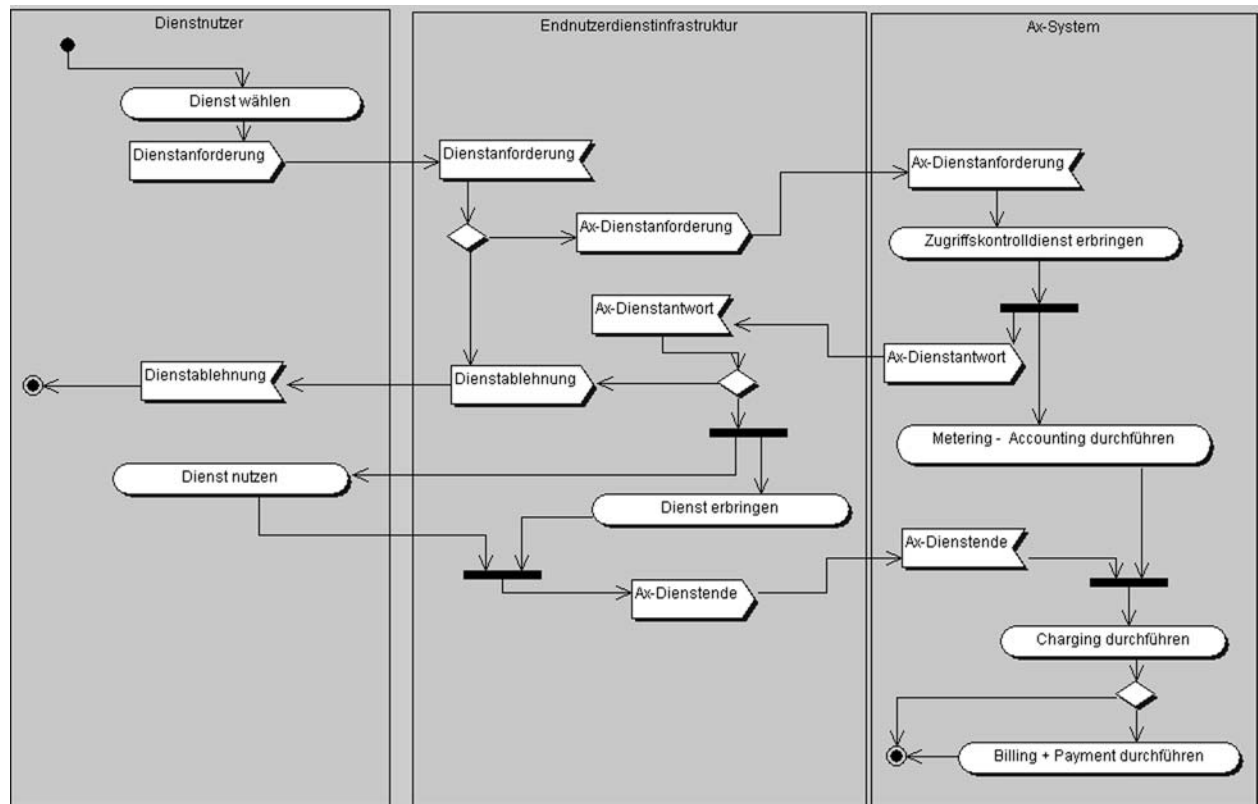 Dienstnutzer
Endnutzerdienstinfrastruktur
Ax-System
Dienst wählen
Dienstanforderung
Dienstanforderung
Ax-Dienstanforderung
Ax-Dienstanforderung
Zugriffskontrolldienst erbringen
Ax-Dienstantwort
Ax-Dienstantwort
Dienstablehnung
Dienstablehnung
Metering - Accounting durchführen
Dienst nutzen
Dienst erbringen
Ax-Dienstende
Ax-Dienstende
Charging durchführen
Billing + Payment durchführen